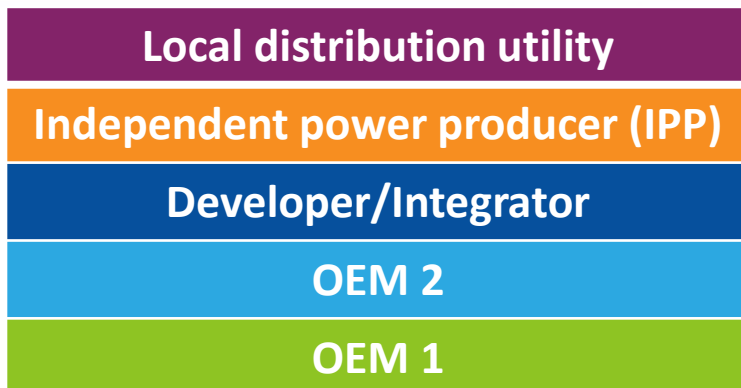 Local distribution utility
Independent power producer (IPP)
Developer/Integrator
OEM 2
OEM 1